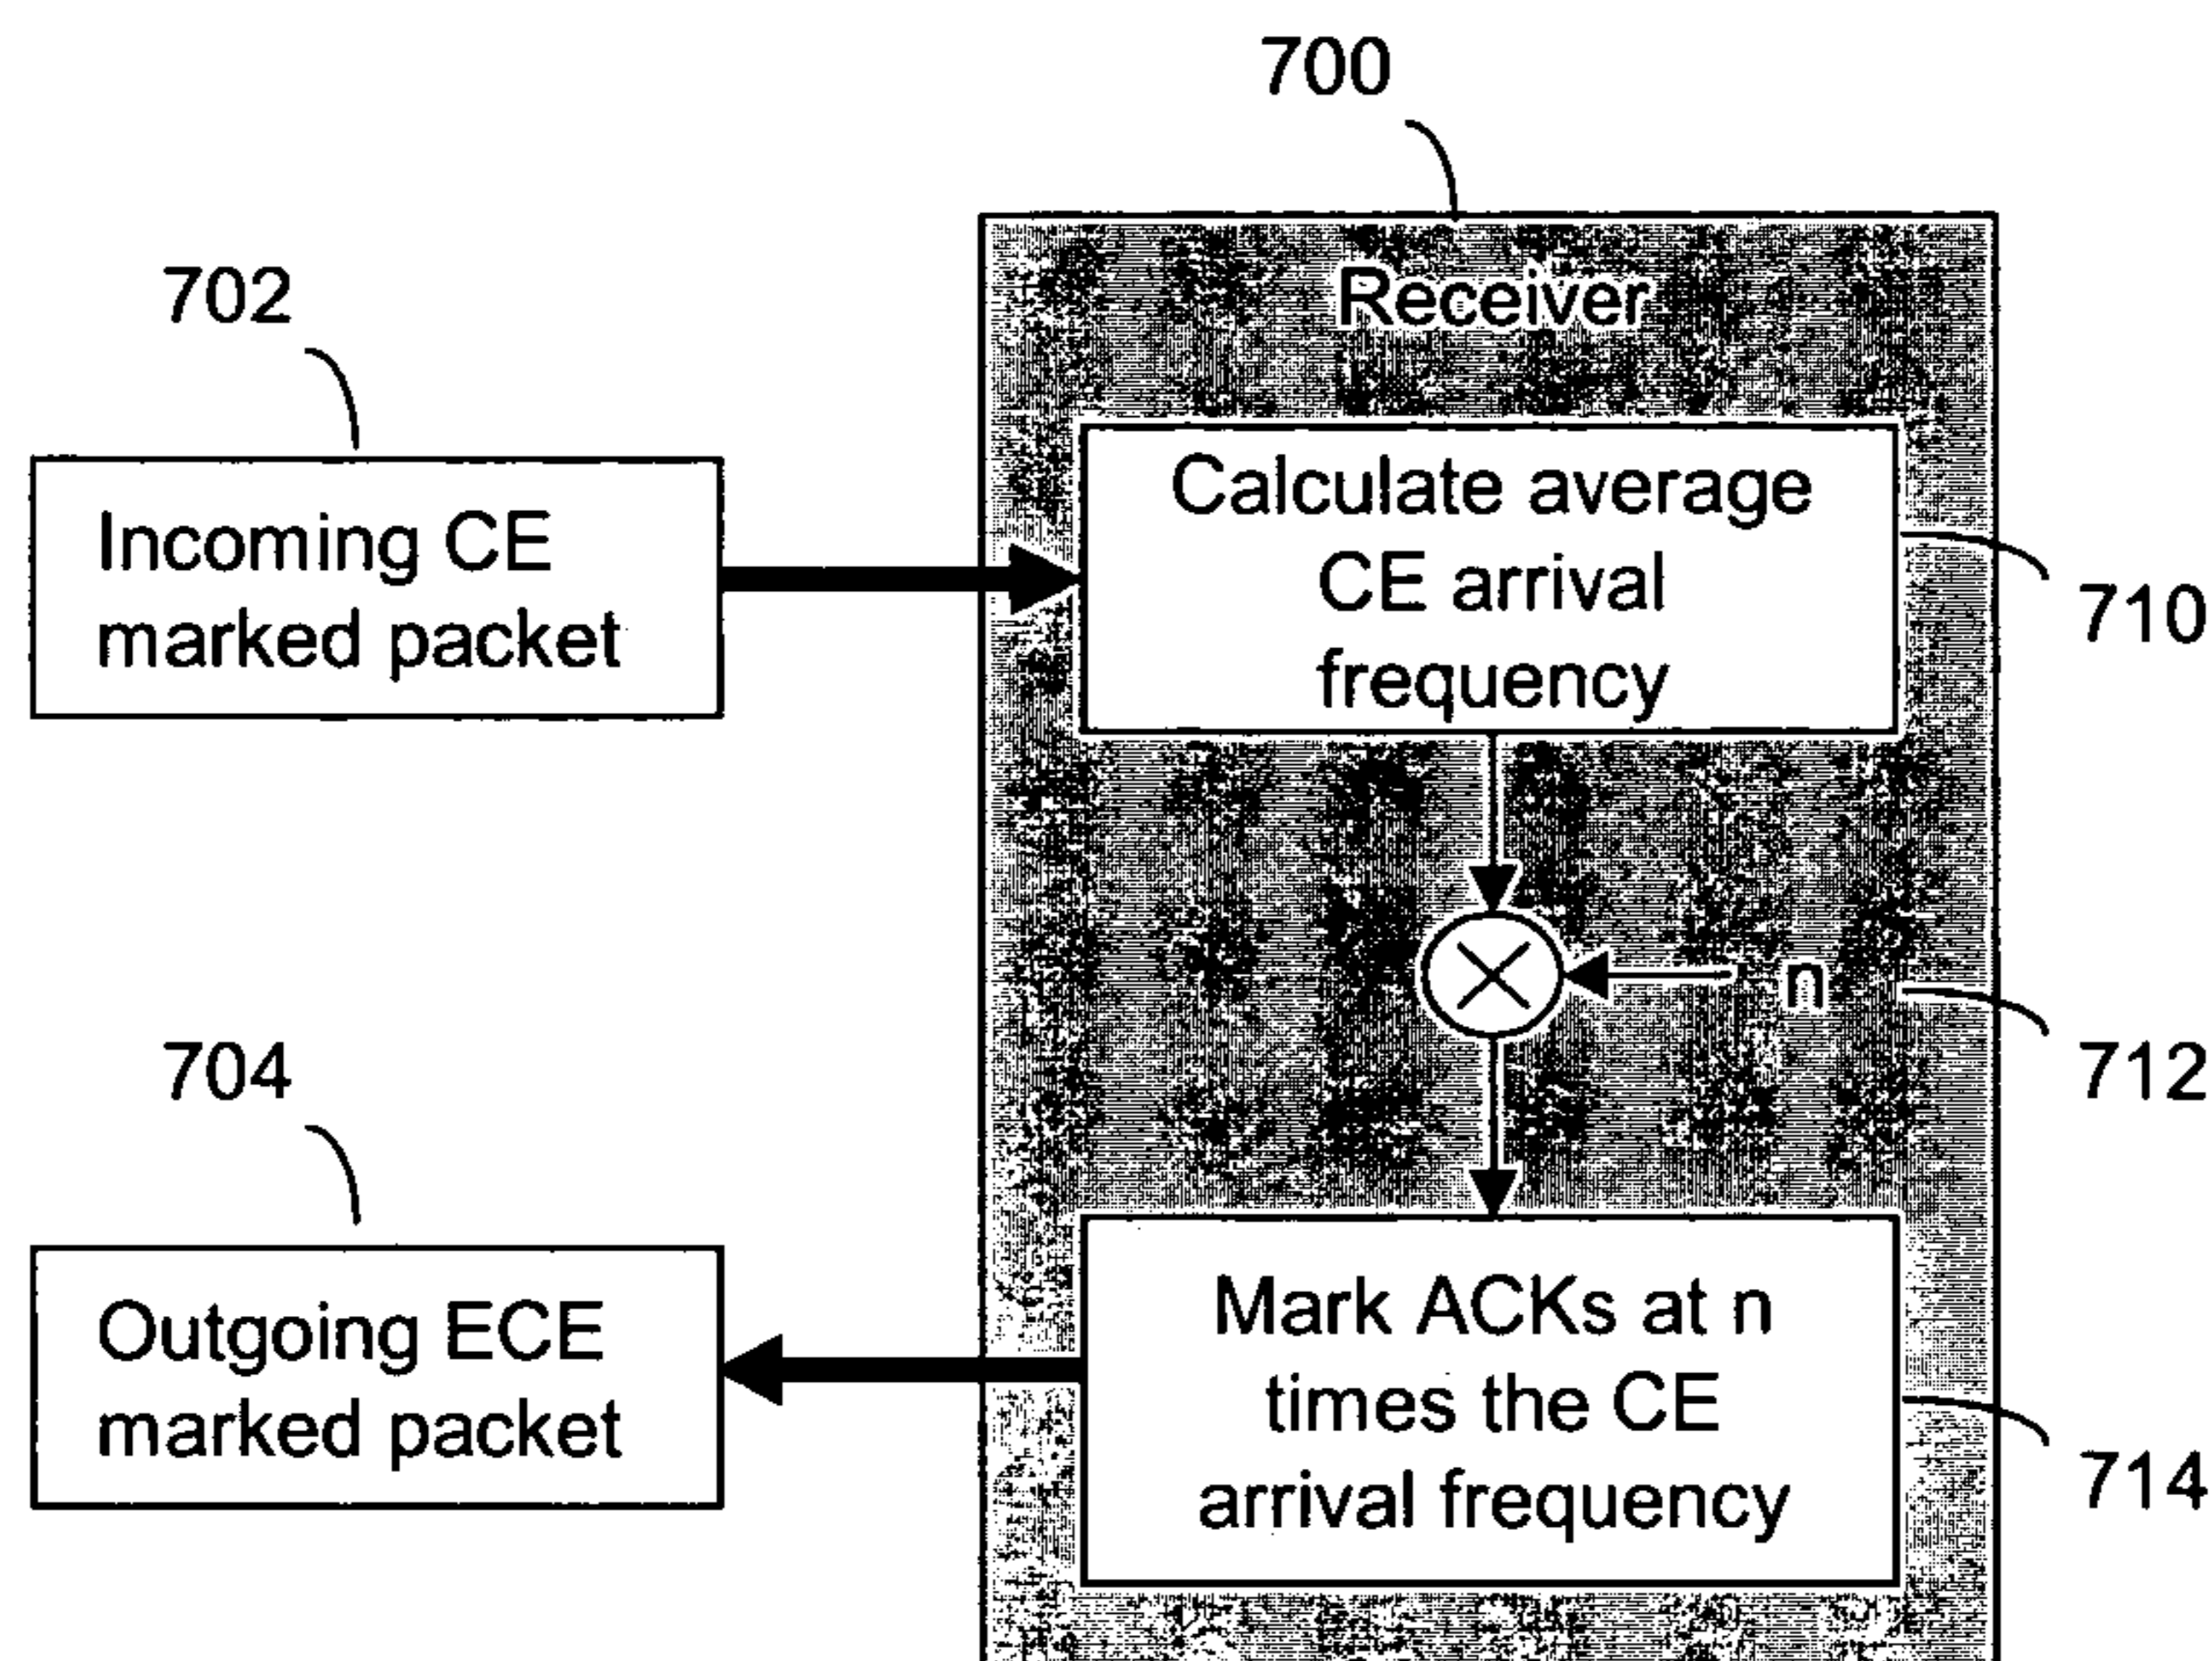 700
Receiver
702
Incoming CE
marked packet
Calculate average
CE arrival
frequency
710
n
712
704
Outgoing ECE
marked packet
Mark ACKs at n
times the CE
arrival frequency
714